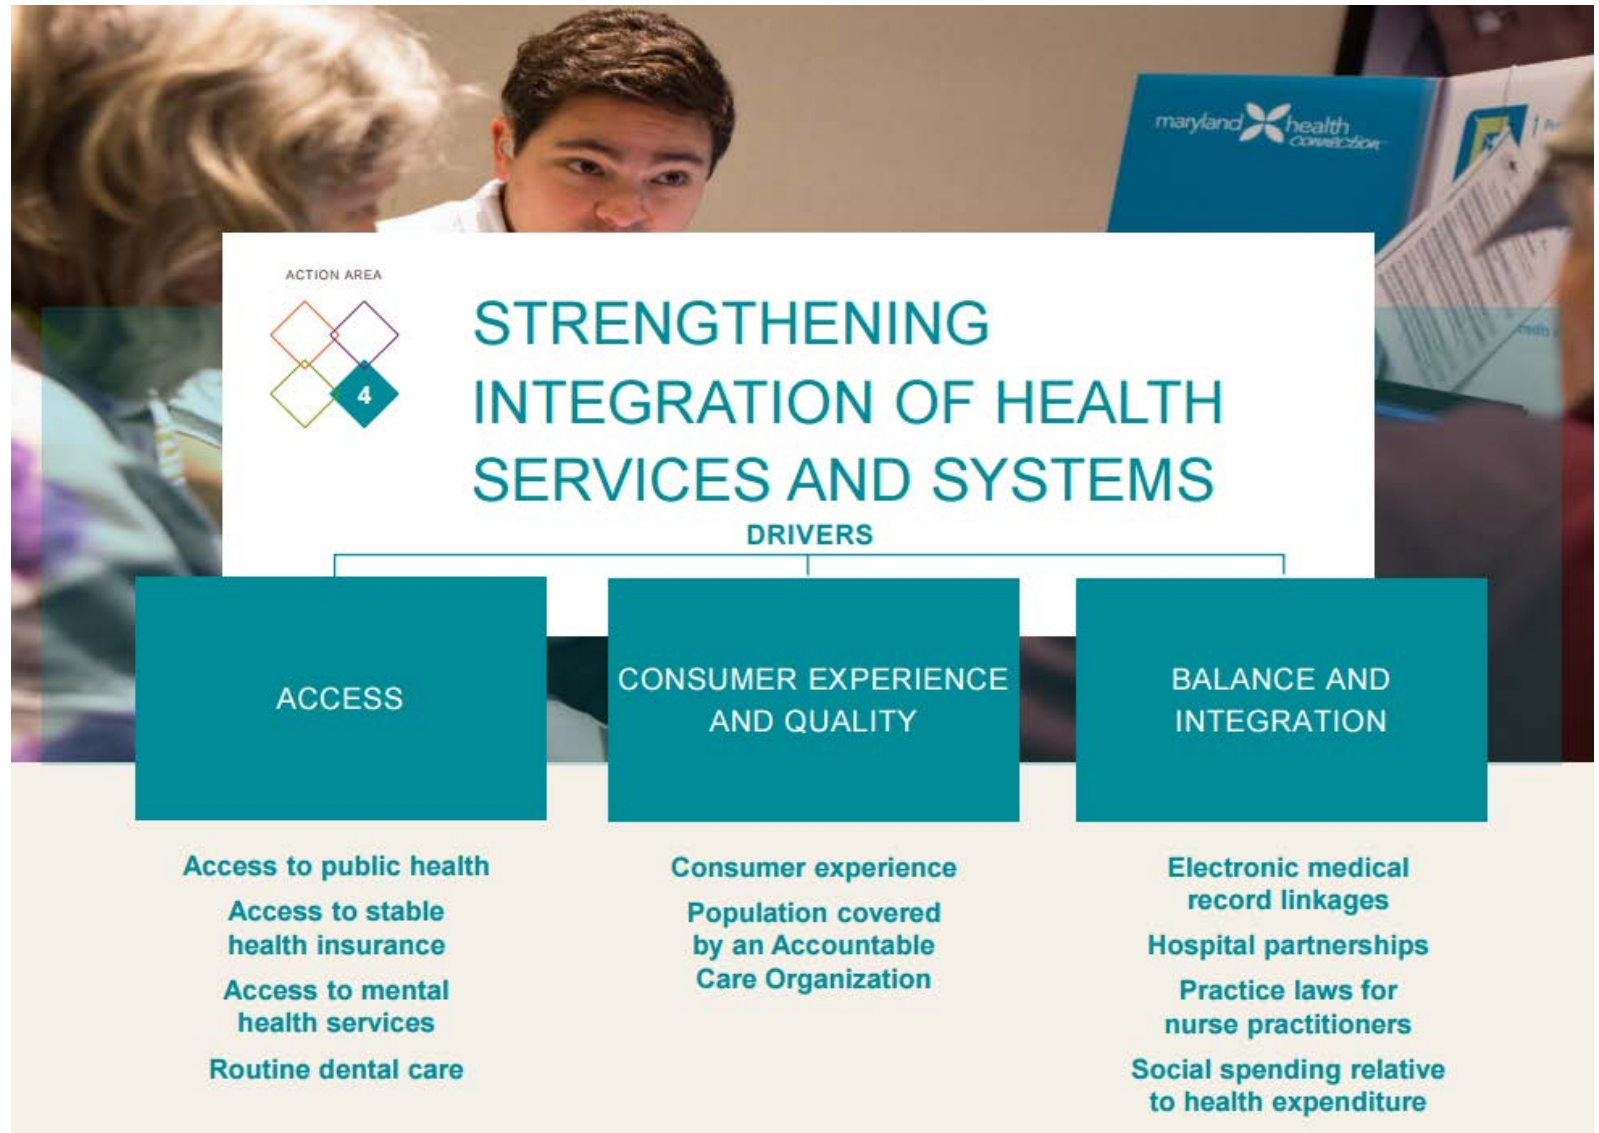 maryland health
connection
ACTION AREA
4
STRENGTHENING
INTEGRATION OF HEALTH
SERVICES AND SYSTEMS
DRIVERS
ACCESS
Access to public health
Access to stable
health insurance
Access to mental
health services
Routine dental care
CONSUMER EXPERIENCE
AND QUALITY
Consumer experience
Population covered
by an Accountable
Care Organization
BALANCE AND
INTEGRATION
Electronic medical
record linkages
Hospital partnerships
Practice laws for
nurse practitioners
Social spending relative
to health expenditure